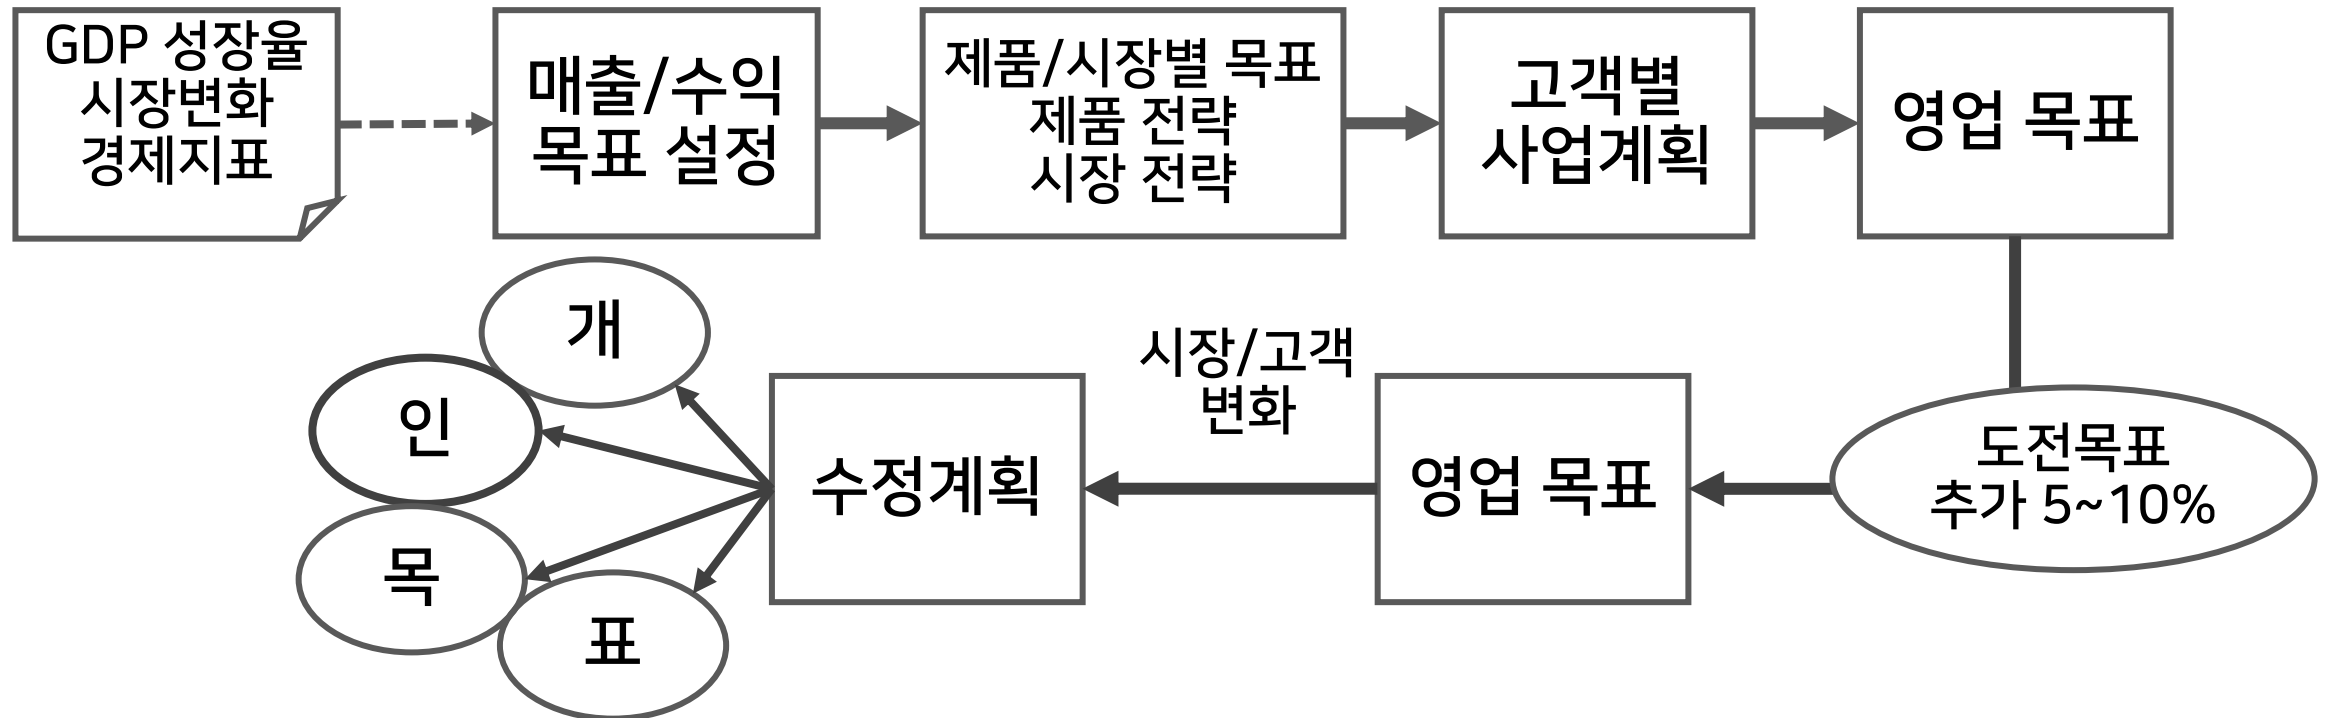 GDP 성장율
시장변화
경제지표
매출/수익
목표 설정
제품/시장별 목표
제품 전략
시장 전략
고객별
사업계획
영업 목표
도전목표
추가 5~10%
영업 목표
시장/고객
변화
수정계획
개
인
목
표